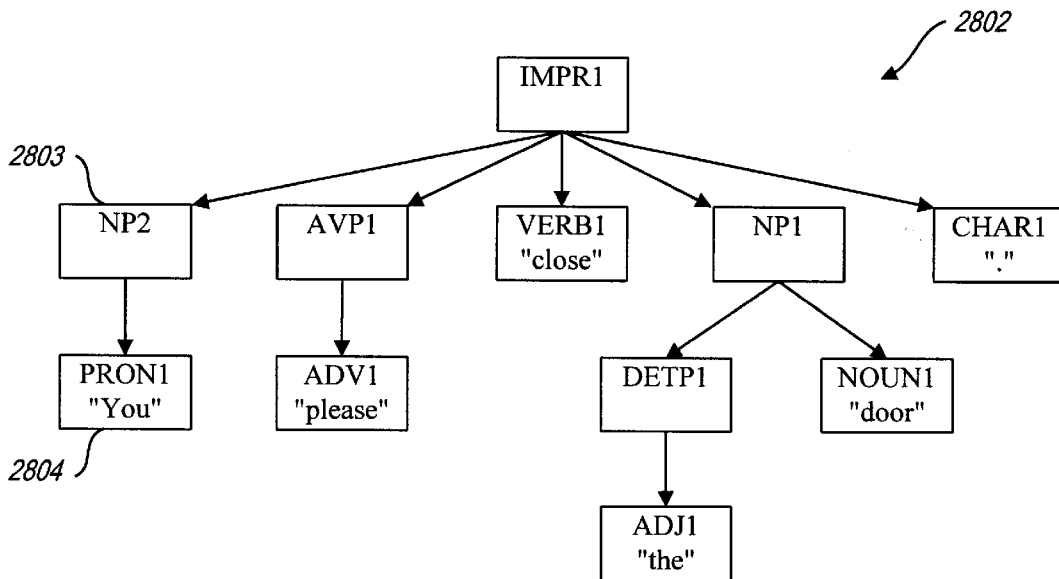 2802
IMPR1
2803
NP2
AVP1
VERB1
"close"
NP1
CHAR1
"."
PRON1
"You"
ADV1
"please"
DETP1
NOUN1
"door"
2804
ADJ1
"the"